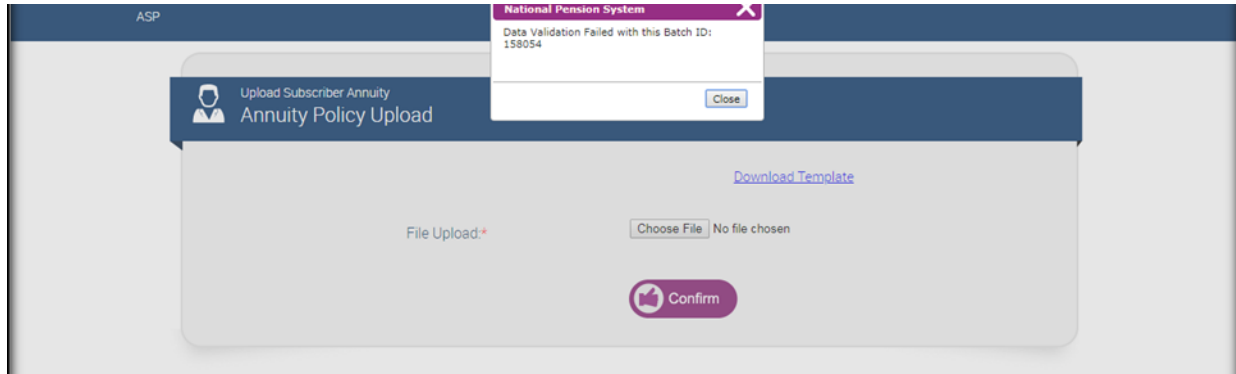 ASP
National Pension System
Data Validation Failed with this Batch ID:
158054
Close
Upload Subscriber Annuity
Annuity Policy Upload
Download Template
File Upload:*
Choose File No file chosen
Confirm